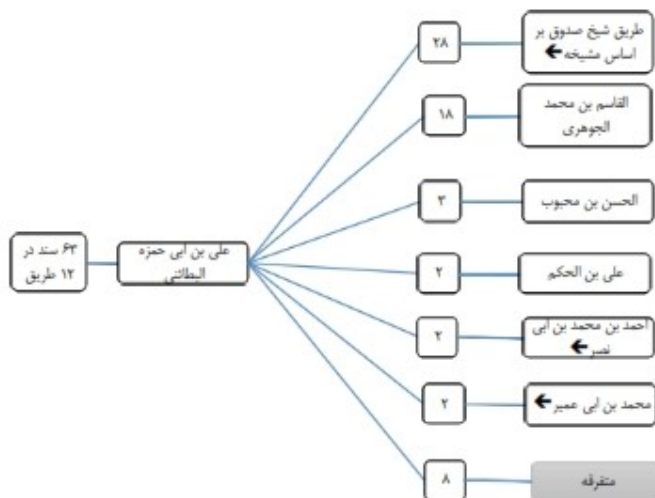 طریق شیخ صدوق بر
اساس مشیخه←
۲۸
القاسم بن محمد
الجوهری
۱۸
الحسن بن محبوب
۳
علی بن الحکم
۲
احمد بن محمد بن ابی
نصر←
۲
محمد بن ابی عمیر←
۲
متفرقه
۸
علی بن ابی حمزه
البطائنی
۶۳ سند در
۱۲ طریق